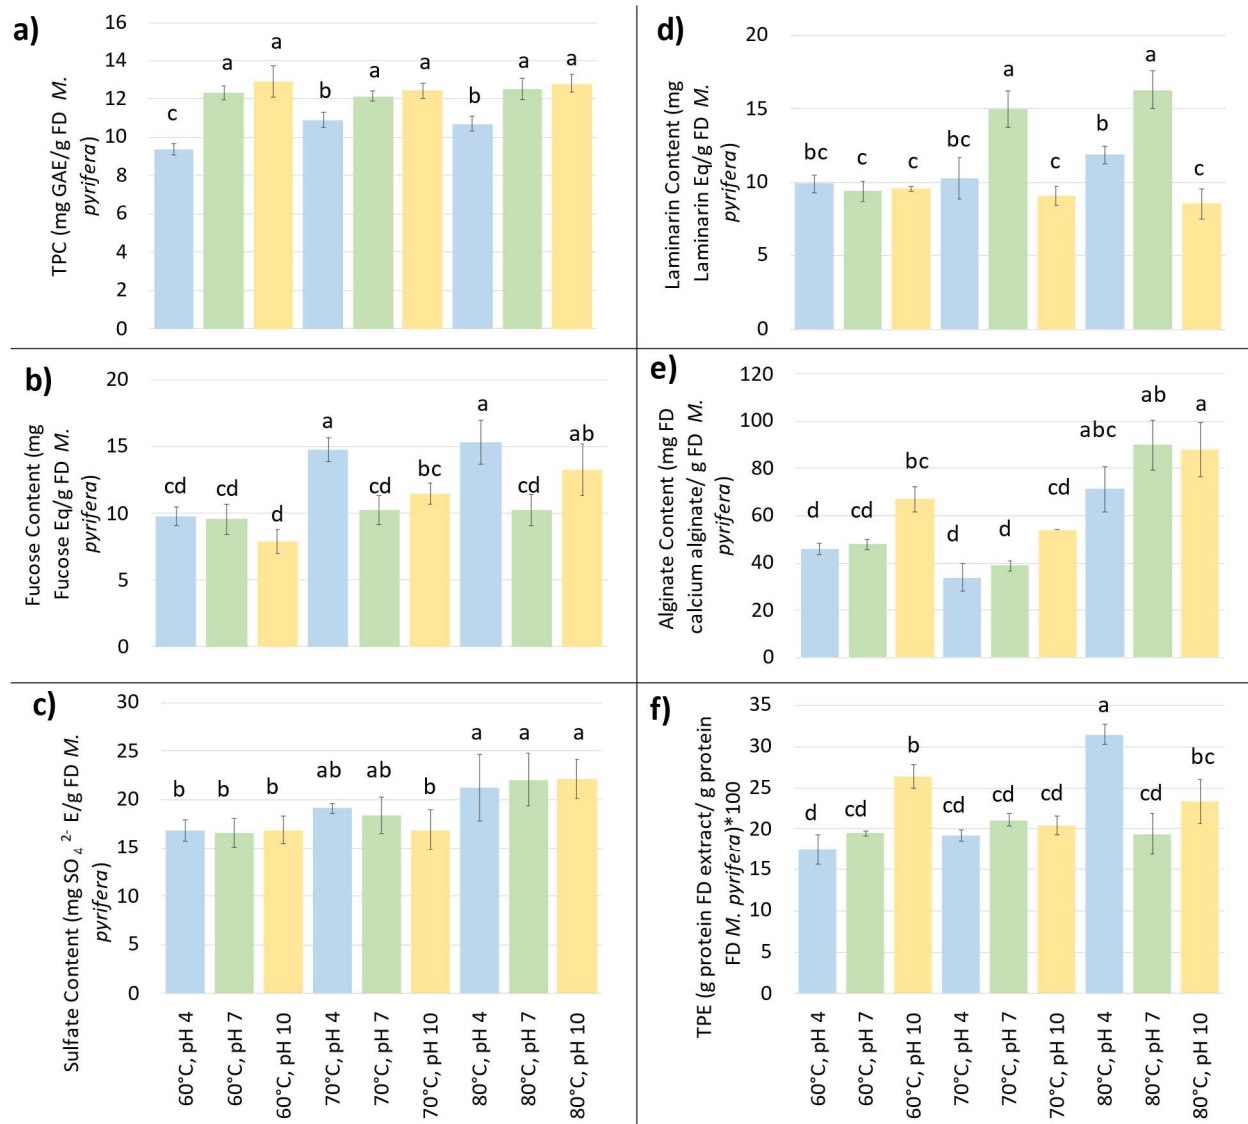 a)
TPC (mg GAE/g FD M.
pyrifera)
16
14
12
10
8
6
4
2
0
c
a
a
b
a
a
b
a
a
d)
Laminarin Content (mg
Laminarin Eq/g FD M.
pyrifera)
20
15
10
5
0
bc
c
c
bc
a
c
b
a
c
b)
Fucose Content (mg
Fucose Eq/g FD M.
pyrifera)
20
15
10
5
0
cd
cd
d
a
cd
bc
a
cd
ab
e)
Alginate Content (mg FD
calcium alginate/ g FD M.
pyrifera)
120
100
80
60
40
20
0
d
cd
bc
d
d
cd
abc
ab
a
c)
Sulfate Content (mg SO4 2- E/g FD M.
pyrifera)
30
25
20
15
10
5
0
b
b
b
ab
ab
b
a
a
a
60°C, pH 4
60°C, pH 7
60°C, pH 10
70°C, pH 4
70°C, pH 7
70°C, pH 10
80°C, pH 4
80°C, pH 7
80°C, pH 10
f)
TPE (g protein FD extract/ g protein
FD M. pyrifera)*100
35
30
25
20
15
10
5
0
d
cd
b
cd
cd
cd
a
cd
bc
60°C, pH 4
60°C, pH 7
60°C, pH 10
70°C, pH 4
70°C, pH 7
70°C, pH 10
80°C, pH 4
80°C, pH 7
80°C, pH 10